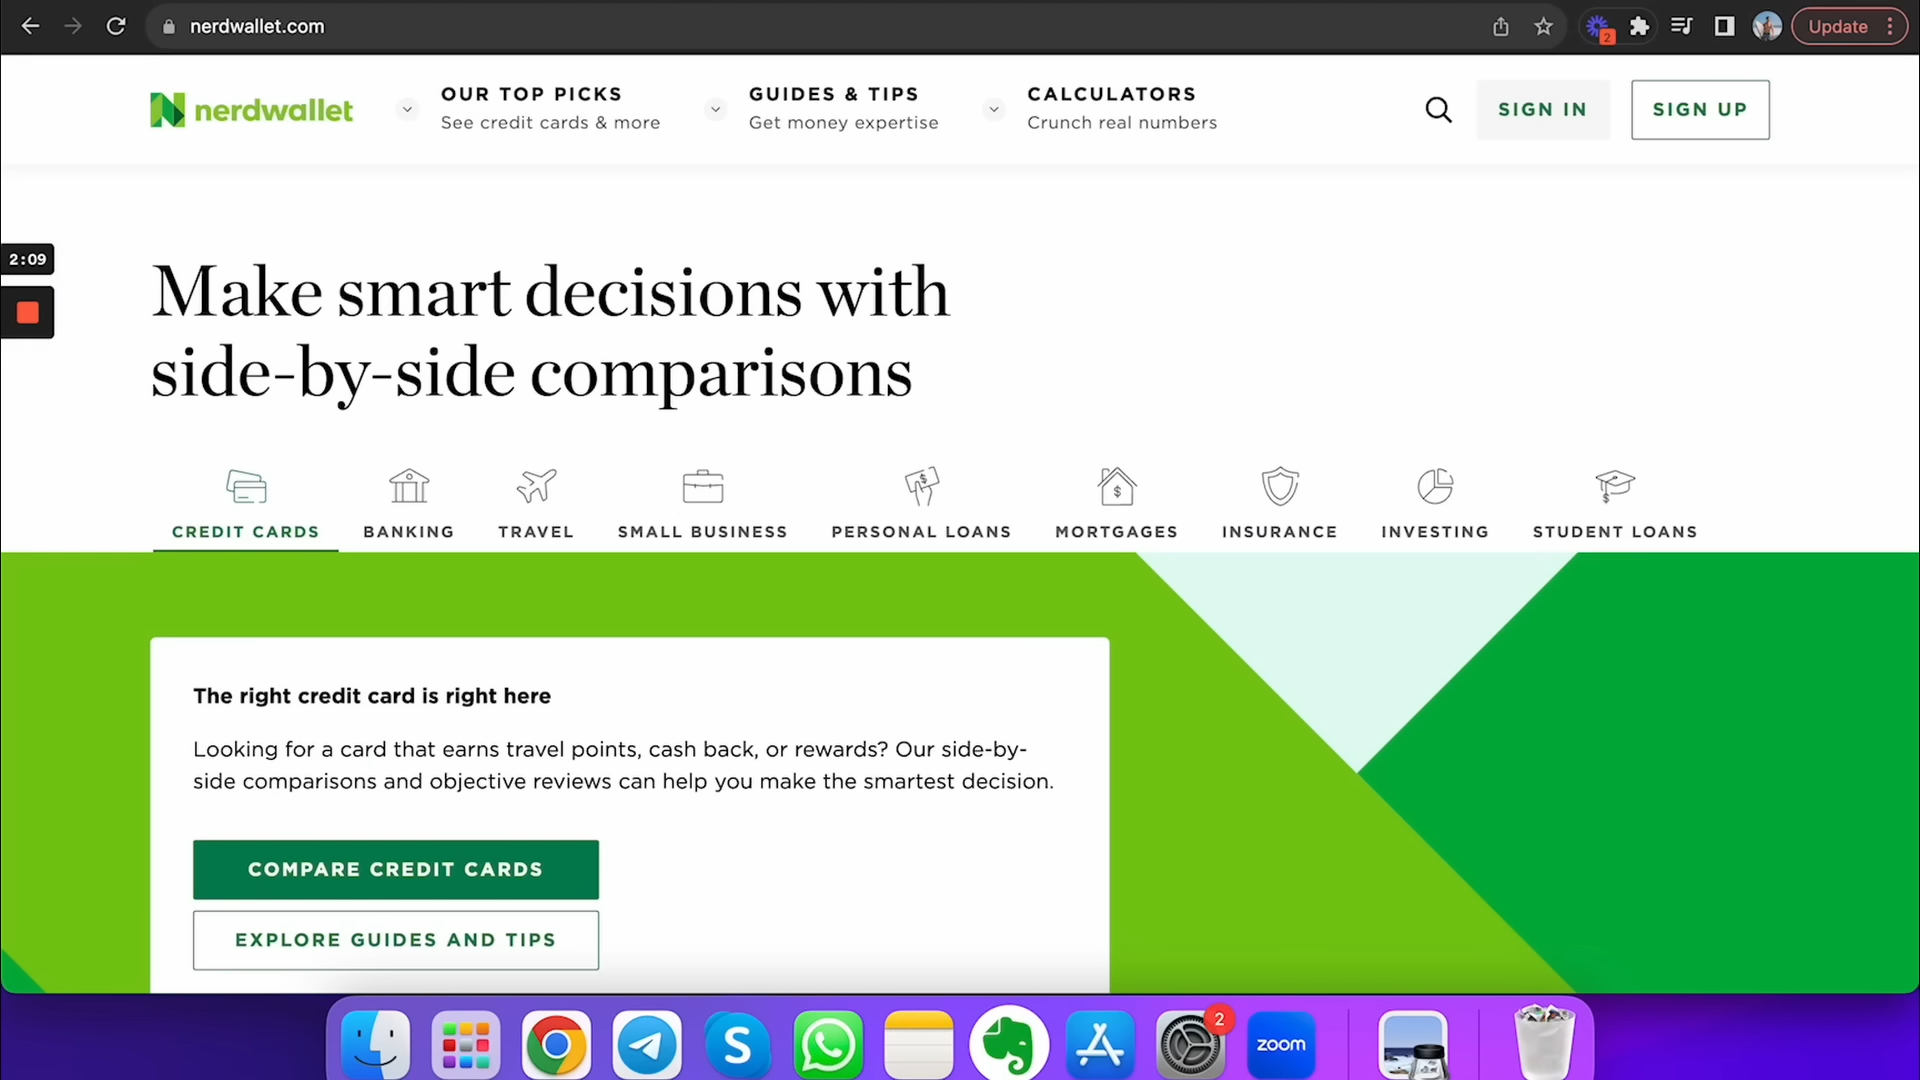 nerdwallet.com
2
Update
nerdwallet
OUR TOP PICKS
See credit cards & more
GUIDES & TIPS
Get money expertise
CALCULATORS
Crunch real numbers
SIGN IN
SIGN UP
2:09
Make smart decisions with
side-by-side comparisons
CREDIT CARDS
BANKING
TRAVEL
SMALL BUSINESS
PERSONAL LOANS
MORTGAGES
INSURANCE
INVESTING
STUDENT LOANS
The right credit card is right here
Looking for a card that earns travel points, cash back, or rewards? Our side-by-
side comparisons and objective reviews can help you make the smartest decision.
COMPARE CREDIT CARDS
EXPLORE GUIDES AND TIPS
2
zoom